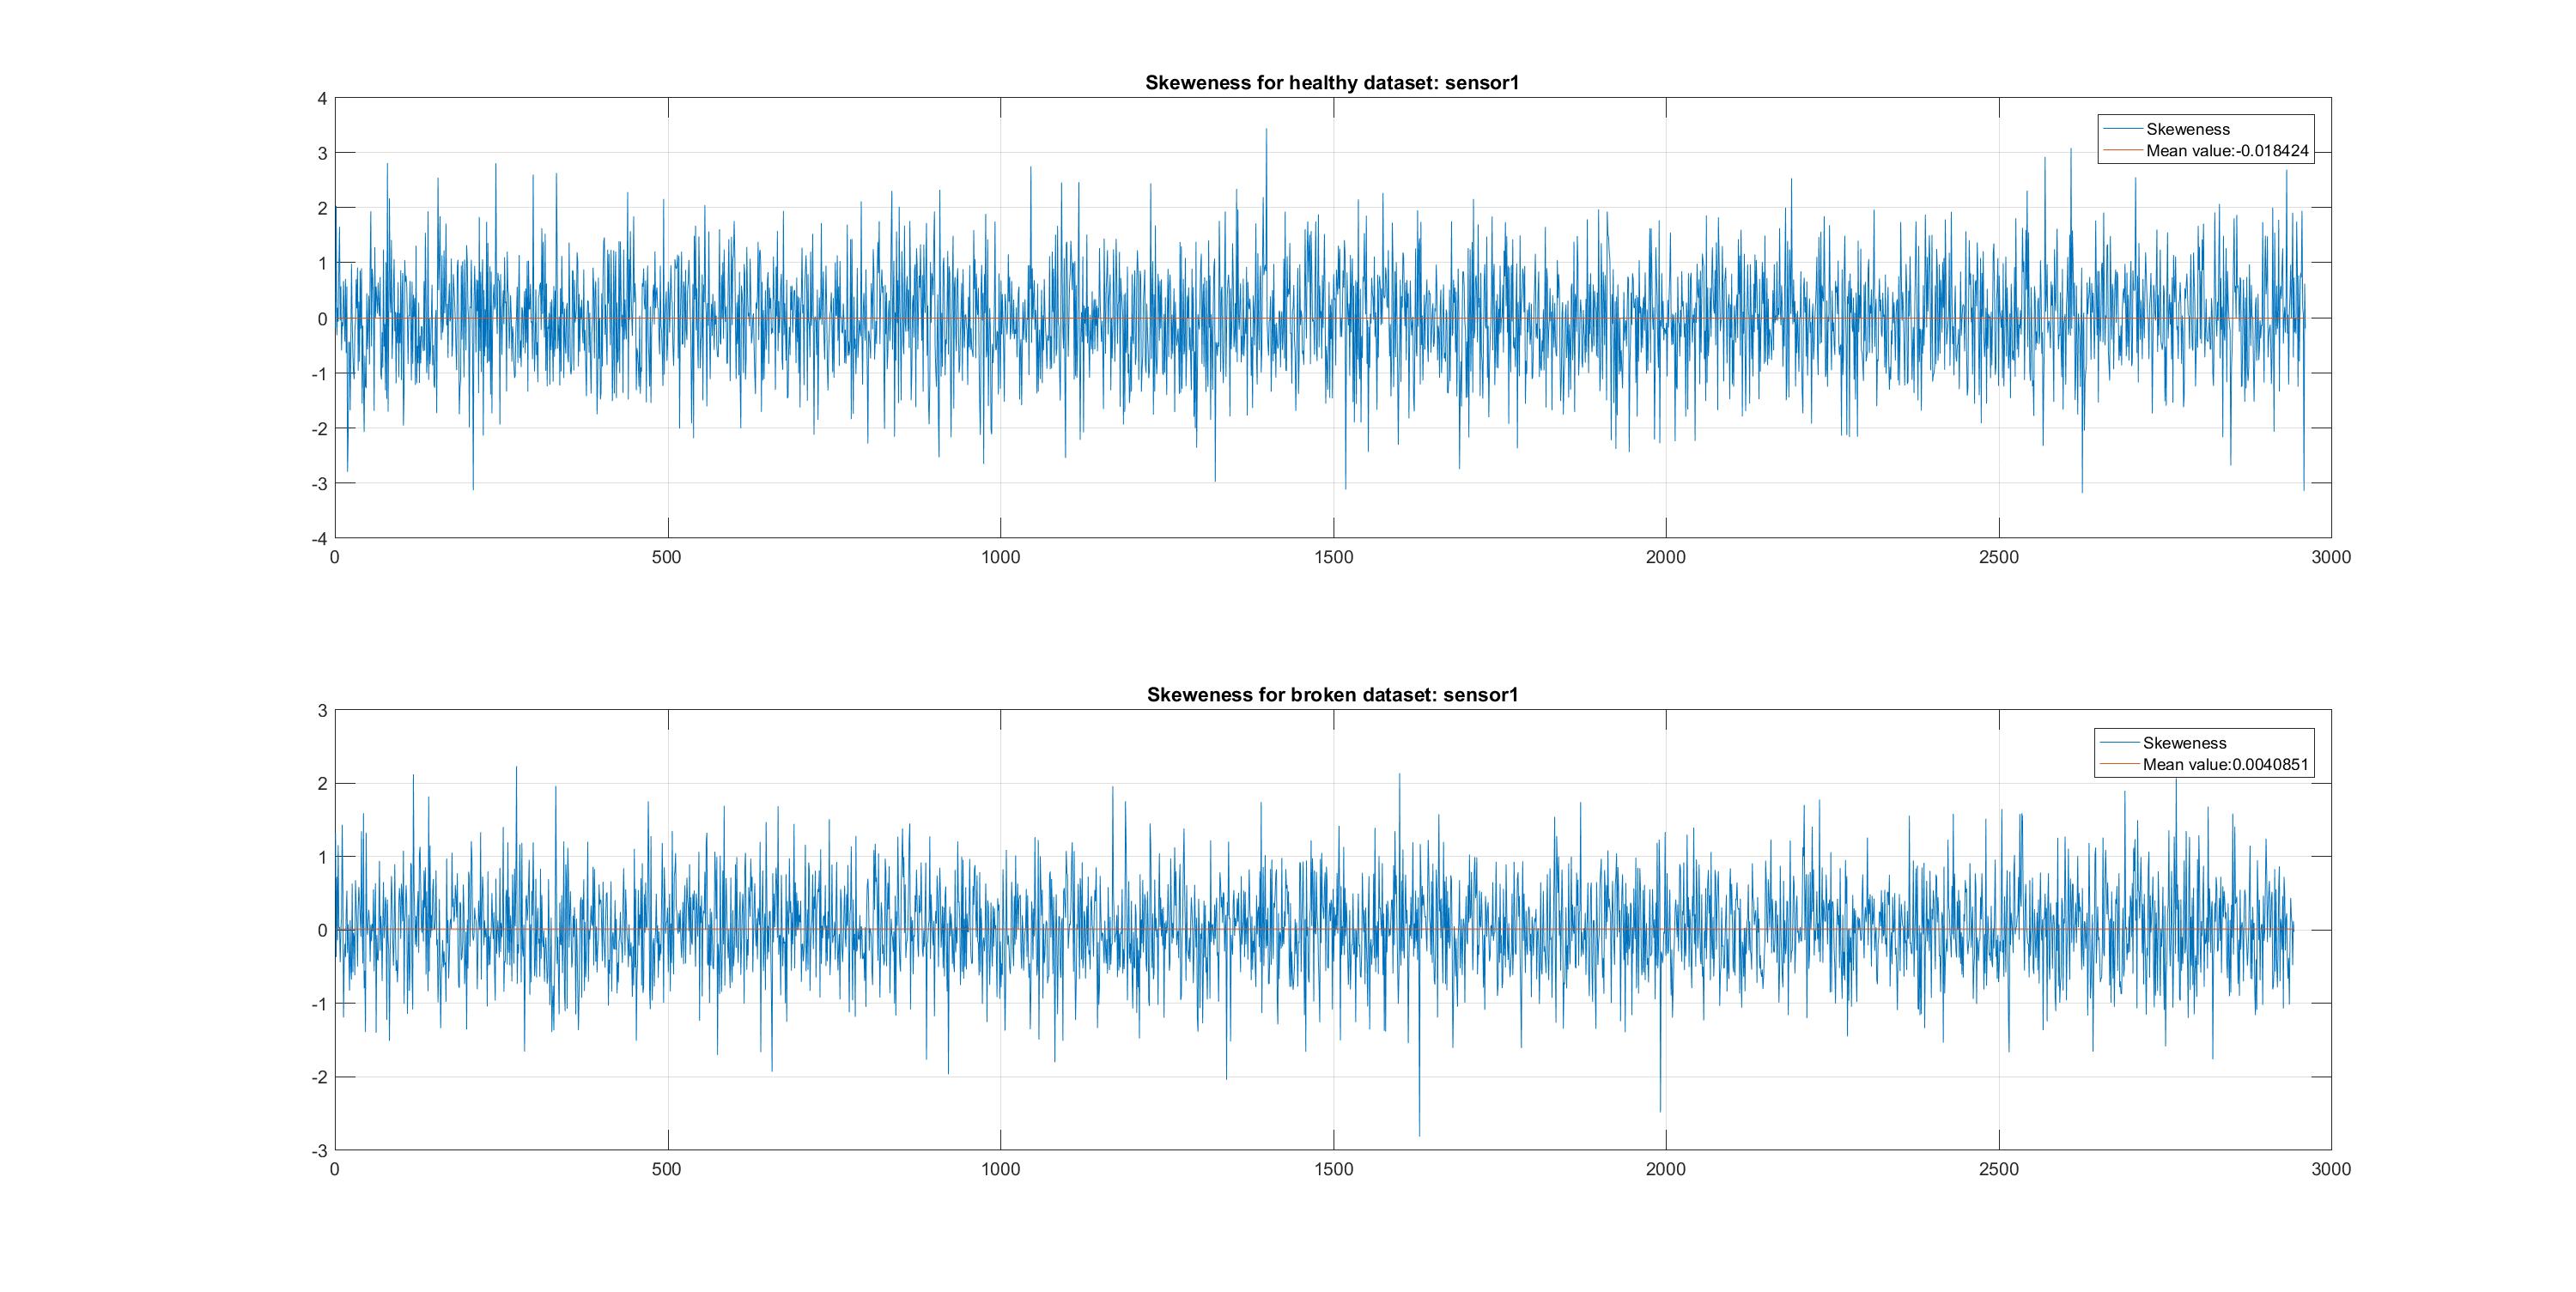 Skeweness for healthy dataset: sensor1
4
3
2
1
0
-1
-2
-3
-4
Skeweness
Mean value:-0.018424
0 500 1000 1500 2000 2500 3000
Skeweness for broken dataset: sensor1
3
2
1
0
-1
-2
-3
Skeweness
Mean value:0.0040851
0 500 1000 1500 2000 2500 3000